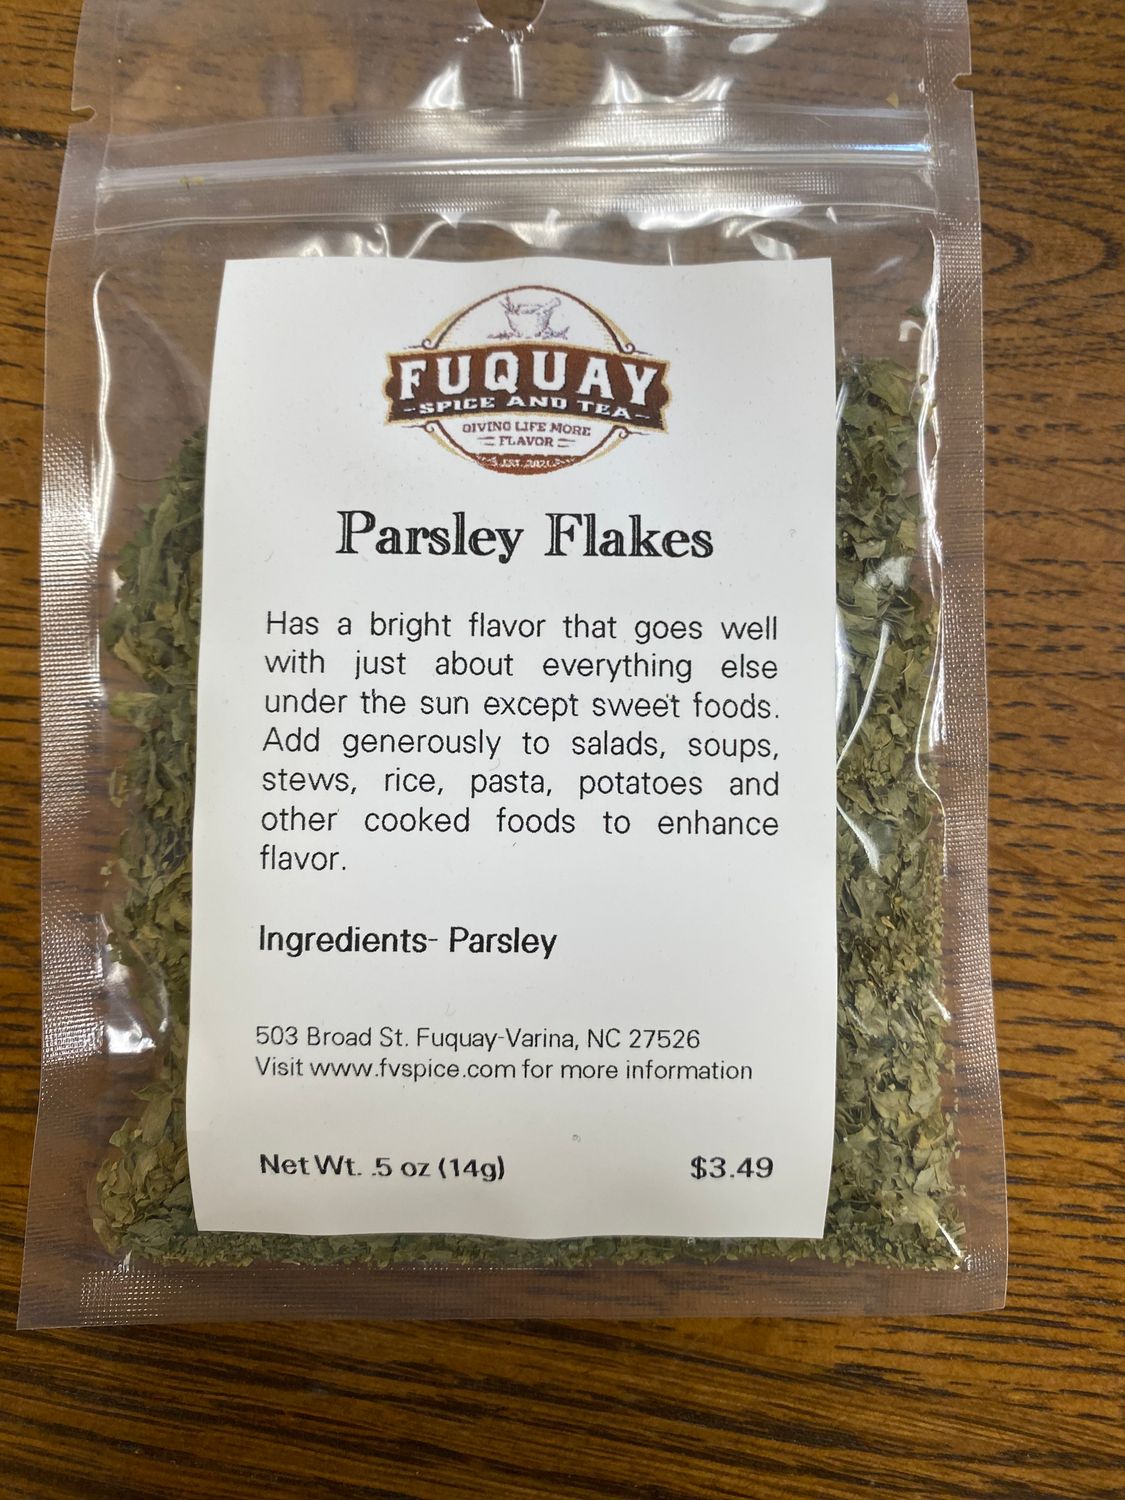 FUQUAY
-SPICE AND TEA-
GIVING LIFE MORE
FLAVOR
EST. 2021
Parsley Flakes
Has a bright flavor that goes well
with just about everything else
under the sun except sweet foods.
Add generously to salads, soups,
stews, rice, pasta, potatoes and
other cooked foods to enhance
flavor.
Ingredients- Parsley
503 Broad St. Fuquay-Varina, NC 27526
Visit www.fvspice.com for more information
Net Wt. .5 oz (14g)
$3.49